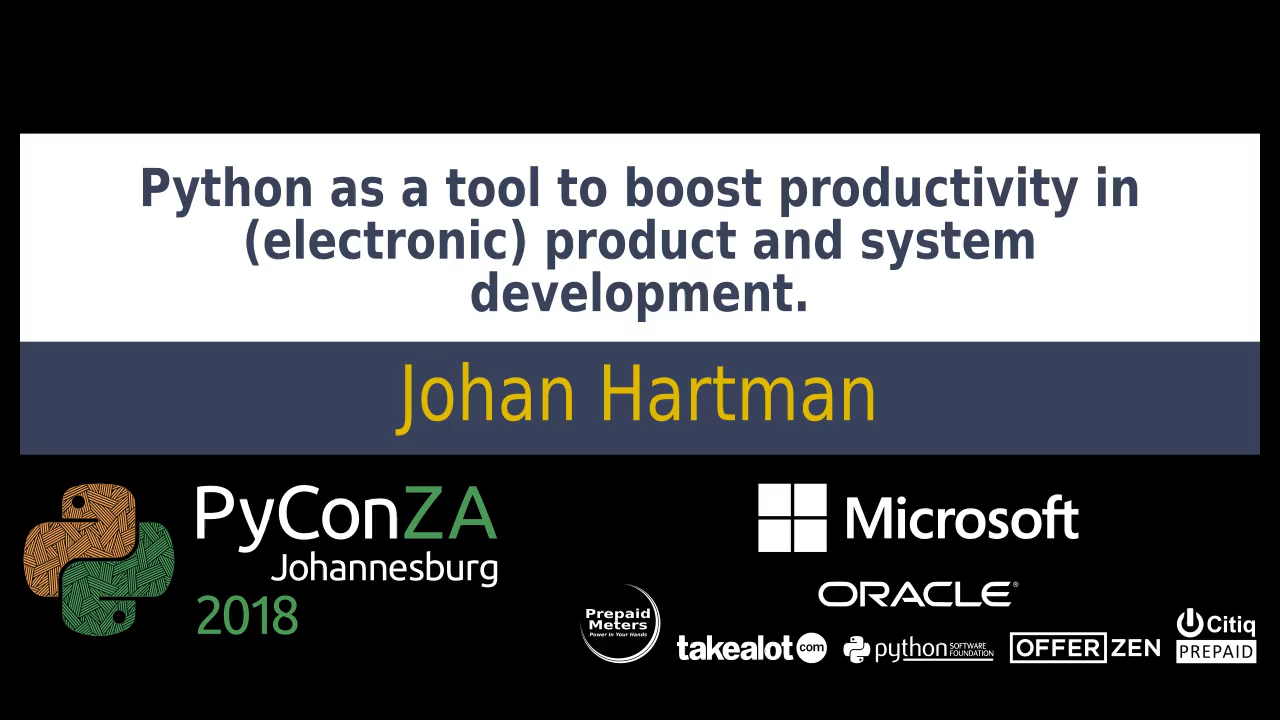 Python as a tool to boost productivity in
(electronic) product and system
development.
Johan Hartman
PyConZA
Johannesburg
2018
Microsoft
ORACLE®
Prepaid
Meters
Power In Your Hands
takealot com
python SOFTWARE
FOUNDATION
OFFER ZEN
Citiq
PREPAID